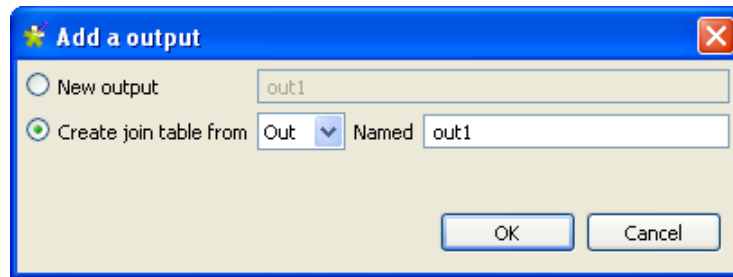 Add a output
New output out1
Create join table from Out Named out1
OK Cancel